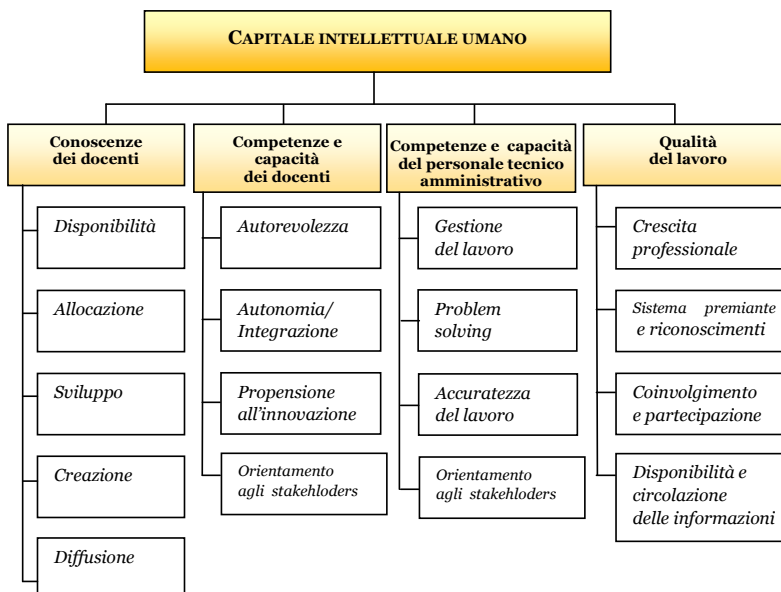 CAPITALE INTELLETTUALE UMANO
Conoscenze
dei docenti
Disponibilità
Allocazione
Sviluppo
Creazione
Diffusione
Competenze e
capacità
dei docenti
Autorevolezza
Autonomia/
Integrazione
Propensione
all'innovazione
Orientamento
agli stakehloders
Competenze e capacità
del personale tecnico
amministrativo
Gestione
del lavoro
Problem
solving
Accuratezza
del lavoro
Orientamento
agli stakehloders
Qualità
del lavoro
Crescita
professionale
Sistema premiante
e riconoscimenti
Coinvolgimento
e partecipazione
Disponibilità e
circolazione
delle informazioni